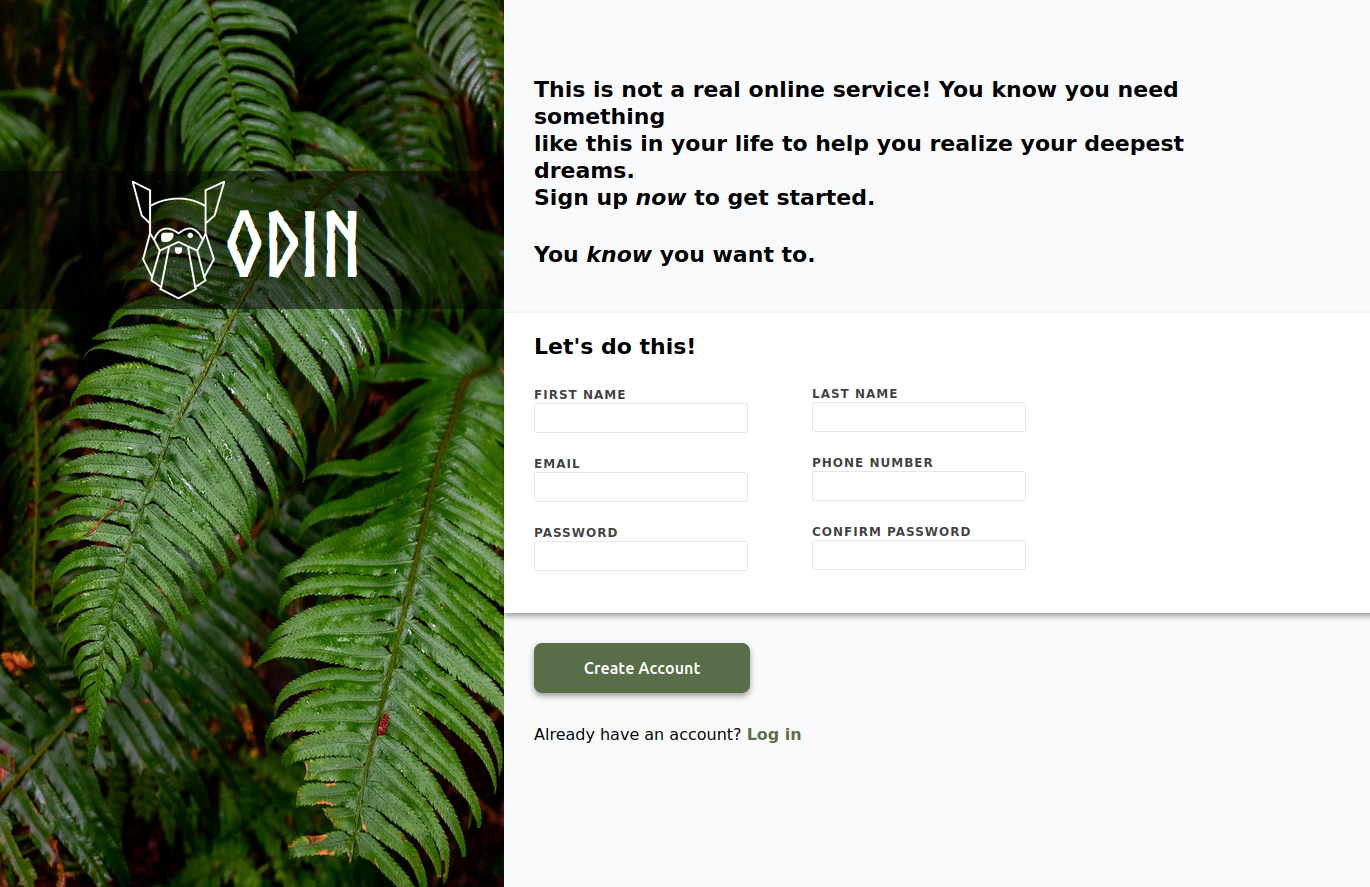 ODIN
This is not a real online service! You know you need
something
like this in your life to help you realize your deepest
dreams.
Sign up now to get started.
You know you want to.
Let's do this!
FIRST NAME
LAST NAME
EMAIL
PHONE NUMBER
PASSWORD
CONFIRM PASSWORD
Create Account
Already have an account? Log in